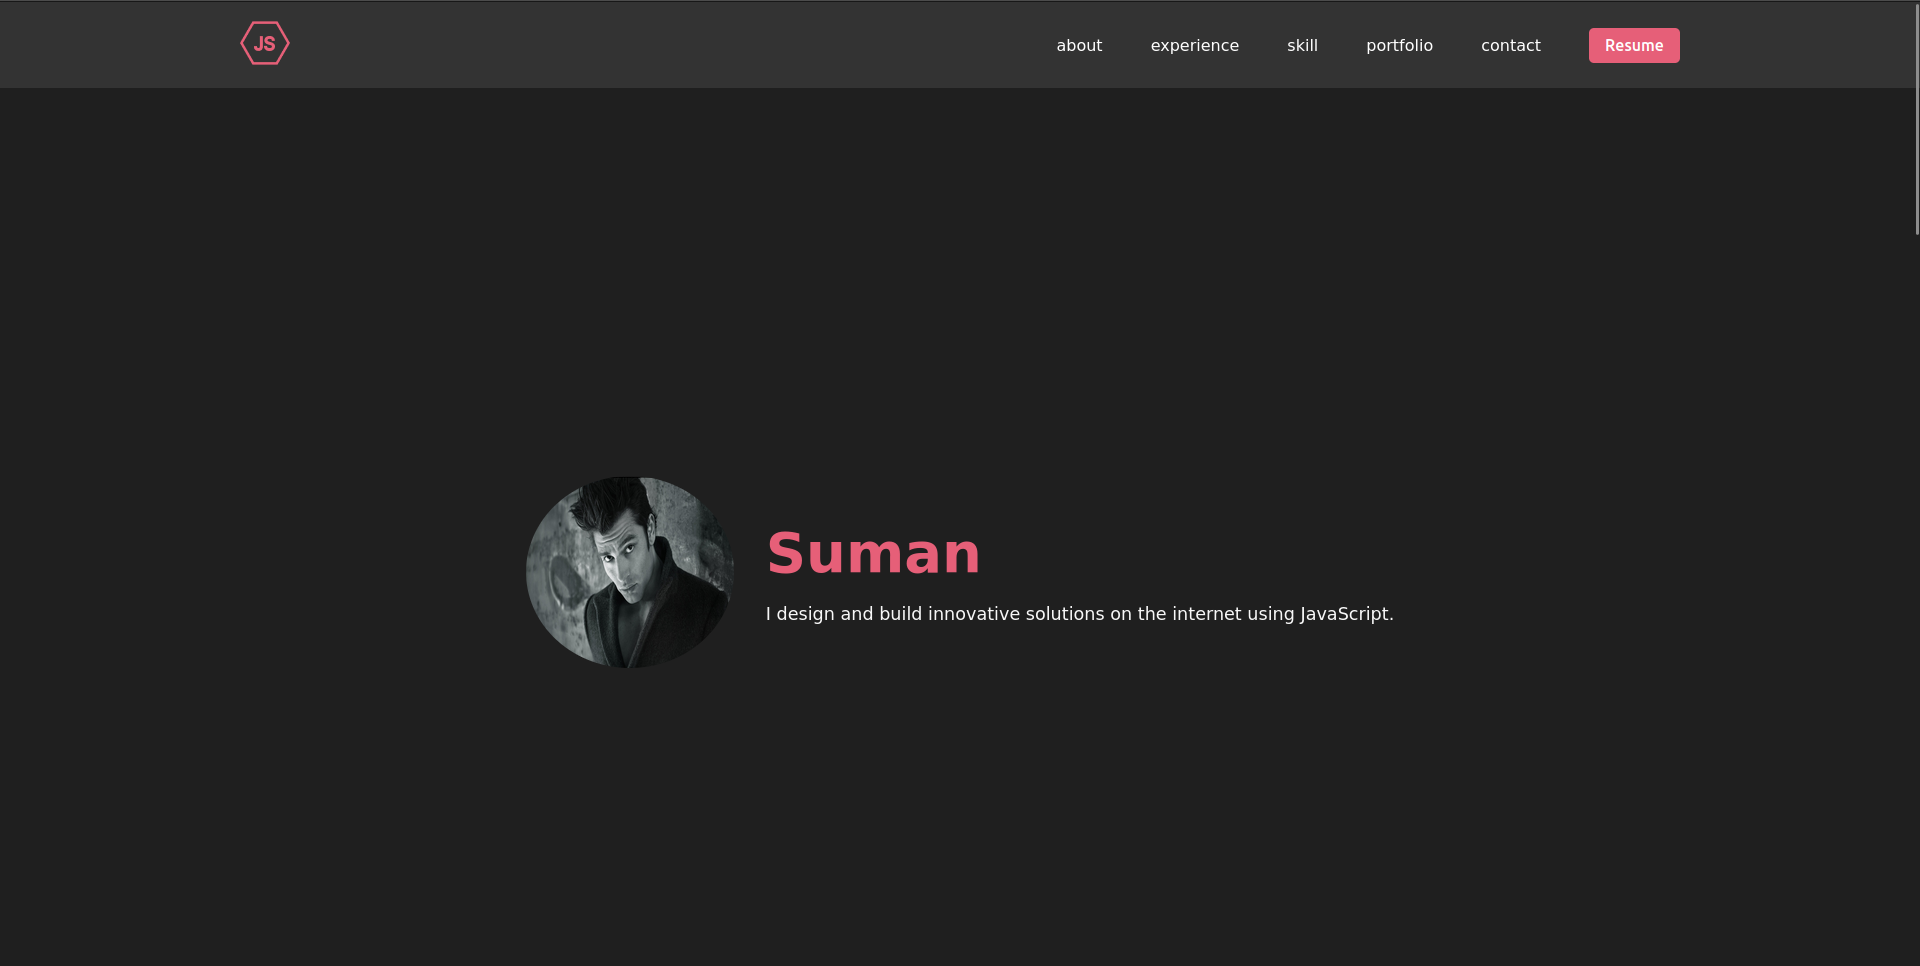 JS
about
experience
skill
portfolio
contact
Resume
Suman
I design and build innovative solutions on the internet using JavaScript.